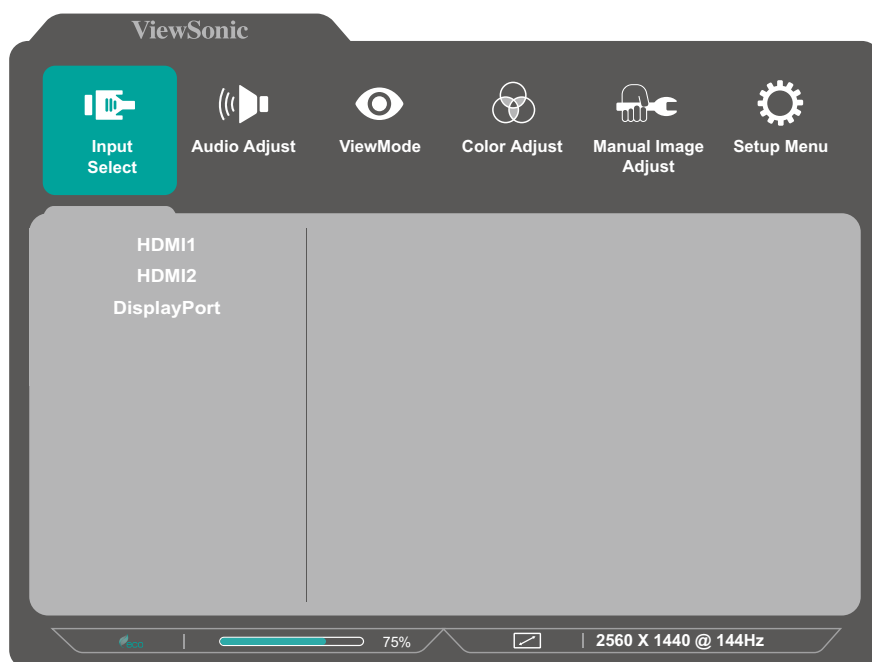 ViewSonic
Input
Select
Audio Adjust
ViewMode
Color Adjust
Manual Image
Adjust
Setup Menu
HDMI1
HDMI2
DisplayPort
eco
75%
2560 X 1440 @ 144Hz